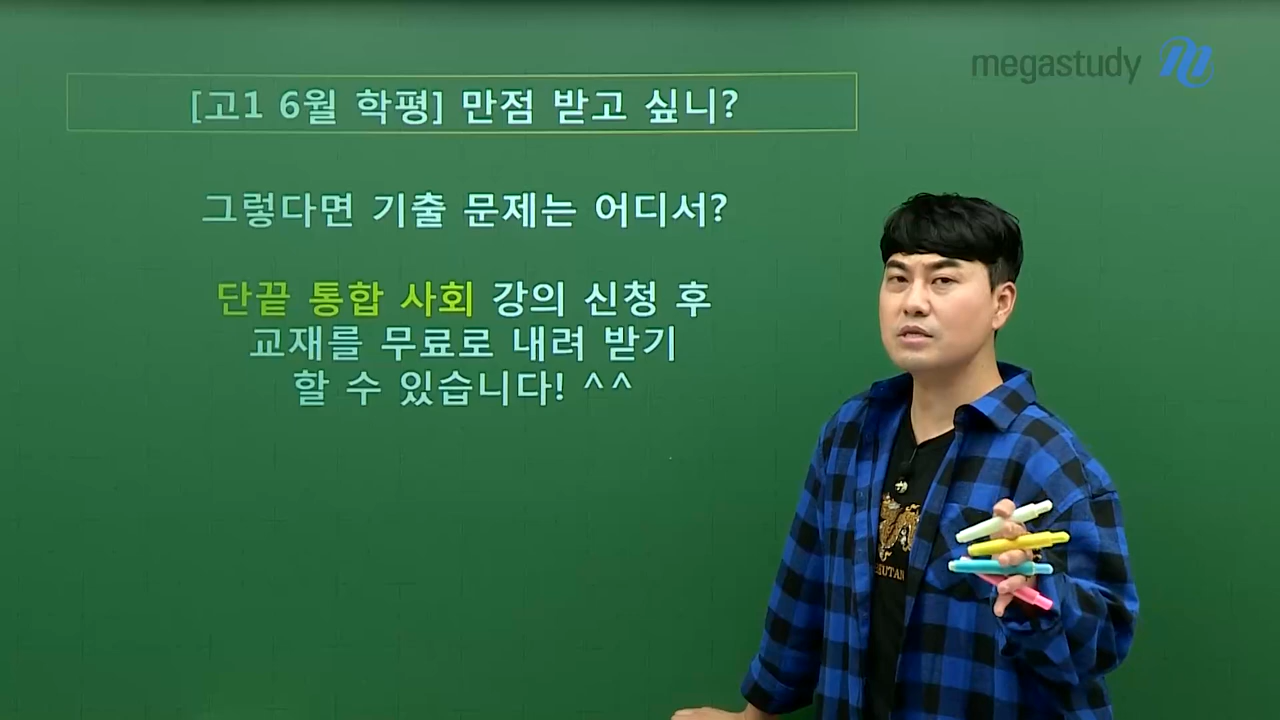 megastudy
[고1 6월 학평] 만점 받고 싶니?
그렇다면 기출 문제는 어디서?
단끝 통합 사회 강의 신청 후
교재를 무료로 내려 받기
할 수 있습니다! ^^